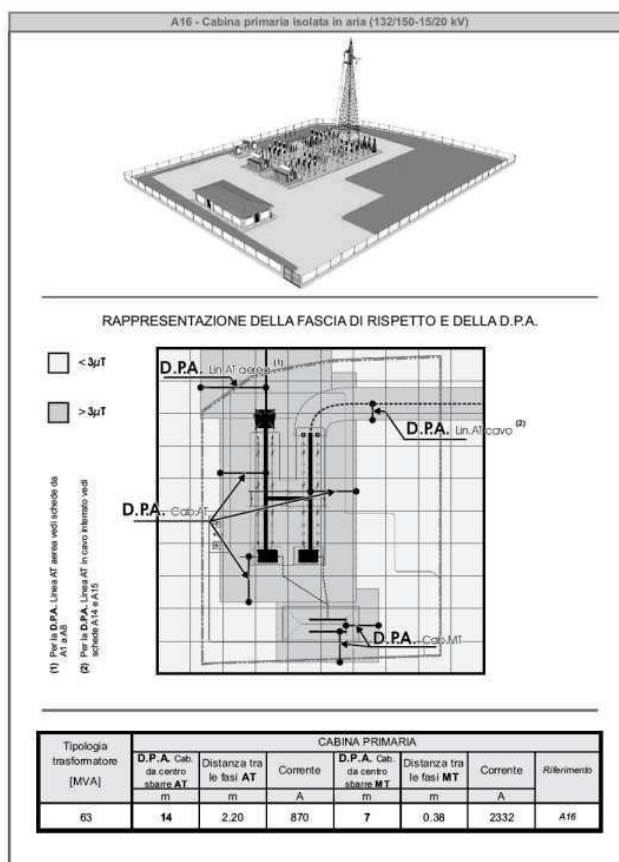 A16 - Cabina primaria isolata in aria (132/150-15/20 kV)
RAPPRESENTAZIONE DELLA FASCIA DI RISPETTO E DELLA D.P.A.
< 3µT
> 3µT
D.P.A. Lin.AT aerea (1)
D.P.A. Lin.AT cavo (2)
D.P.A. Cab.AT
D.P.A. Cab.MT
(1) Per la D.P.A. Linea AT aerea vedi schede da
A1 a A8
(2) Per la D.P.A. Linea AT in cavo interrato vedi
schede A14 e A15
Tipologia
trasformatore
[MVA]
CABINA PRIMARIA
D.P.A. Cab.
da centro
sbarre AT
Distanza tra
le fasi AT
Corrente
D.P.A. Cab.
da centro
sbarre MT
Distanza tra
le fasi MT
Corrente
Riferimento
m m A m m A
63 14 2.20 870 7 0.38 2332 A16